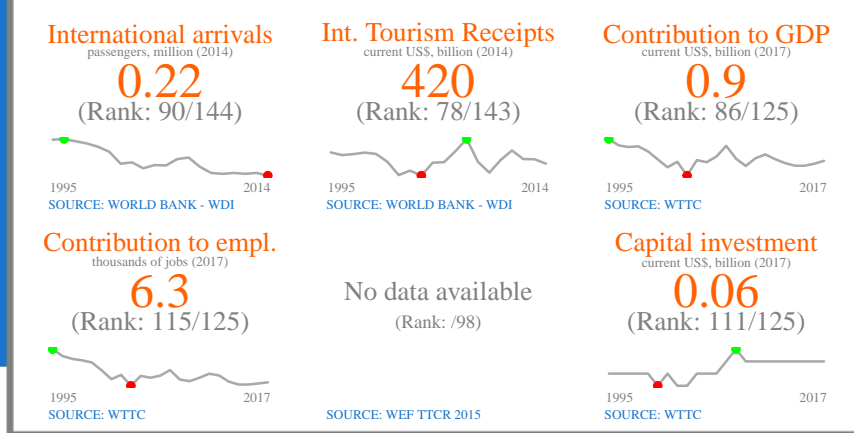 International arrivals
passengers, million (2014)
0.22
(Rank: 90/144)
1995 2014
SOURCE: WORLD BANK - WDI
Int. Tourism Receipts
current US$, billion (2014)
420
(Rank: 78/143)
1995 2014
SOURCE: WORLD BANK - WDI
Contribution to GDP
current US$, billion (2017)
0.9
(Rank: 86/125)
1995 2017
SOURCE: WTTC
Contribution to empl.
thousands of jobs (2017)
6.3
(Rank: 115/125)
1995 2017
SOURCE: WTTC
No data available
(Rank: /98)
SOURCE: WEF TTCR 2015
Capital investment
current US$, billion (2017)
0.06
(Rank: 111/125)
1995 2017
SOURCE: WTTC